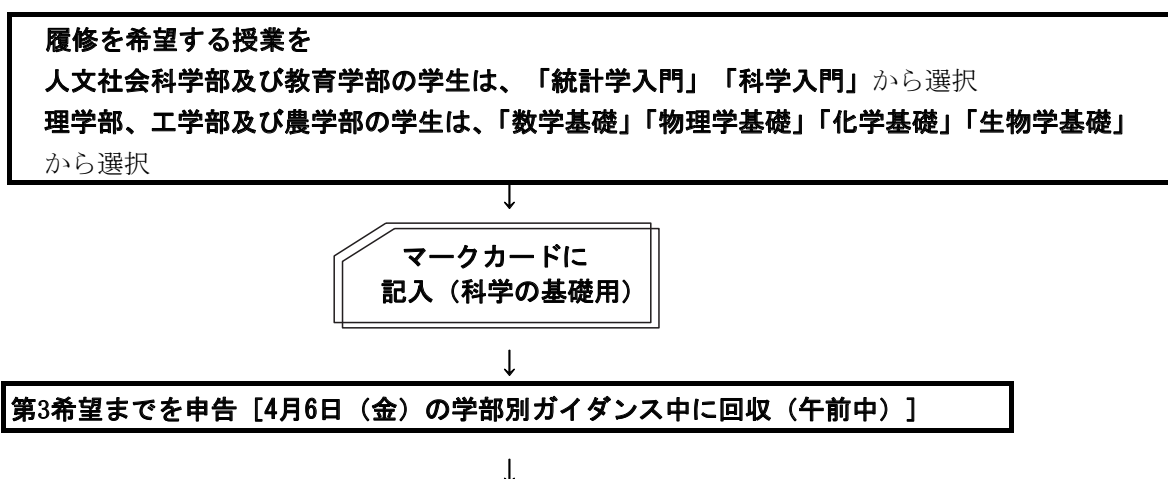 履修を希望する授業を
人文社会科学部及び教育学部の学生は、「統計学入門」「科学入門」から選択
理学部、工学部及び農学部の学生は、「数学基礎」「物理学基礎」「化学基礎」「生物学基礎」
から選択
↓
マークカードに
記入（科学の基礎用）
↓
第3希望までを申告［4月6日（金）の学部別ガイダンス中に回収（午前中）］
↓